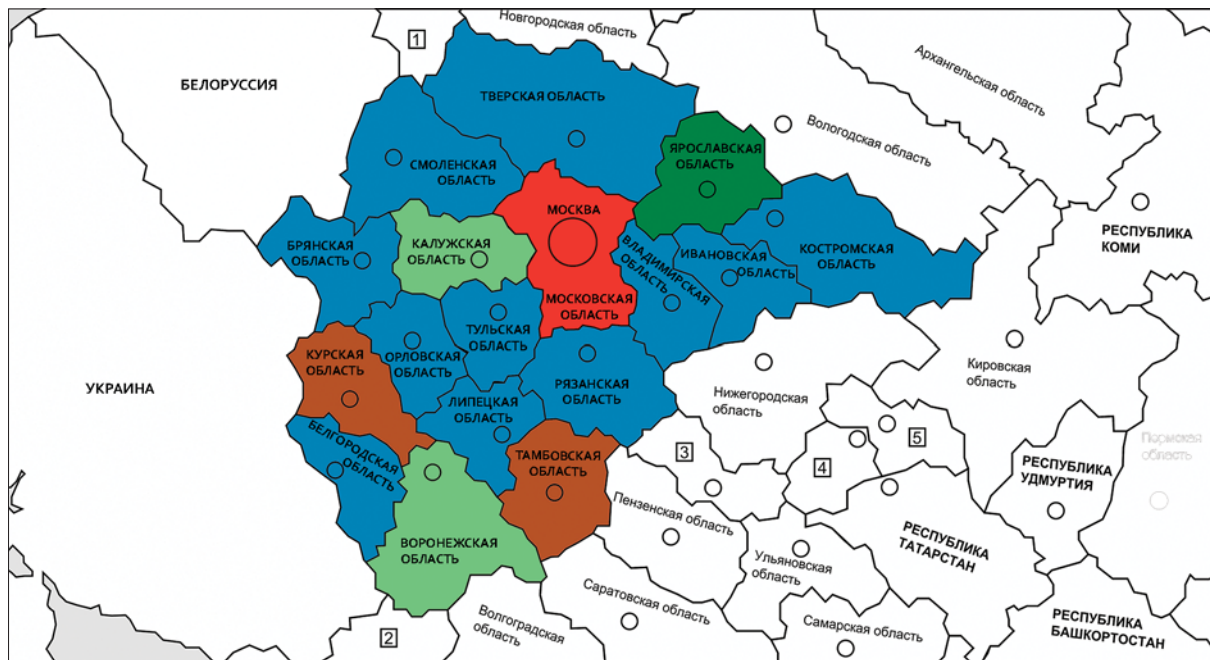 Новгородская область
1
БЕЛОРУССИЯ
Архангельская область
ТВЕРСКАЯ ОБЛАСТЬ
Вологодская область
ЯРОСЛАВСКАЯ
ОБЛАСТЬ
СМОЛЕНСКАЯ
ОБЛАСТЬ
МОСКВА
РЕСПУБЛИКА
КОМИ
БРЯНСКАЯ
ОБЛАСТЬ
КАЛУЖСКАЯ
ОБЛАСТЬ
ВЛАДИМИРСКАЯ
ОБЛАСТЬ
ИВАНОВСКАЯ
ОБЛАСТЬ
КОСТРОМСКАЯ
ОБЛАСТЬ
МОСКОВСКАЯ
ОБЛАСТЬ
ТУЛЬСКАЯ
ОБЛАСТЬ
КУРСКАЯ
ОБЛАСТЬ
ОРЛОВСКАЯ
ОБЛАСТЬ
УКРАИНА
РЯЗАНСКАЯ
ОБЛАСТЬ
Кировская
область
Нижегородская
область
ЛИПЕЦКАЯ
ОБЛАСТЬ
БЕЛГОРОДСКАЯ
ОБЛАСТЬ
ТАМБОВСКАЯ
ОБЛАСТЬ
3
4
5
Пермская
область
РЕСПУБЛИКА
УДМУРТИЯ
Пензенская область
РЕСПУБЛИКА
ТАТАРСТАН
ВОРОНЕЖСКАЯ
ОБЛАСТЬ
Ульяновская
область
Саратовская область
2
Волгоградская
область
Самарская область
РЕСПУБЛИКА
БАШКОРТОСТАН